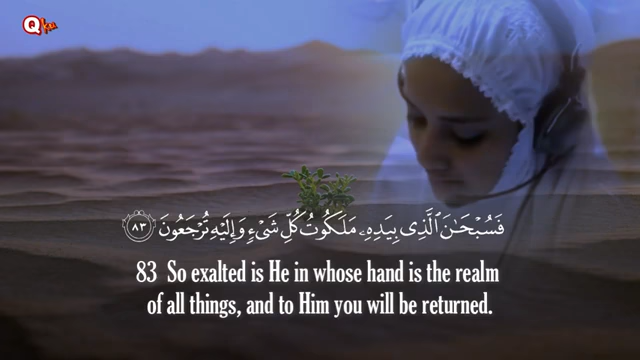 Q
فَسُبْحَٰنَ ٱلَّذِى بِيَدِهِۦ مَلَكُوتُ كُلِّ شَىْءٍ وَإِلَيْهِ تُرْجَعُونَ ٨٣
83 So exalted is He in whose hand is the realm
of all things, and to Him you will be returned.